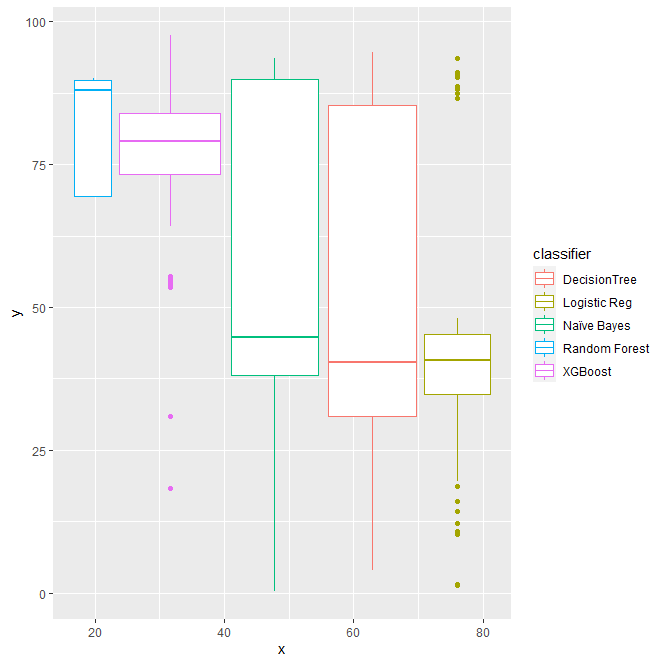 100
75
50
25
0
y
20 40 60 80
x
classifier
DecisionTree
Logistic Reg
Naïve Bayes
Random Forest
XGBoost